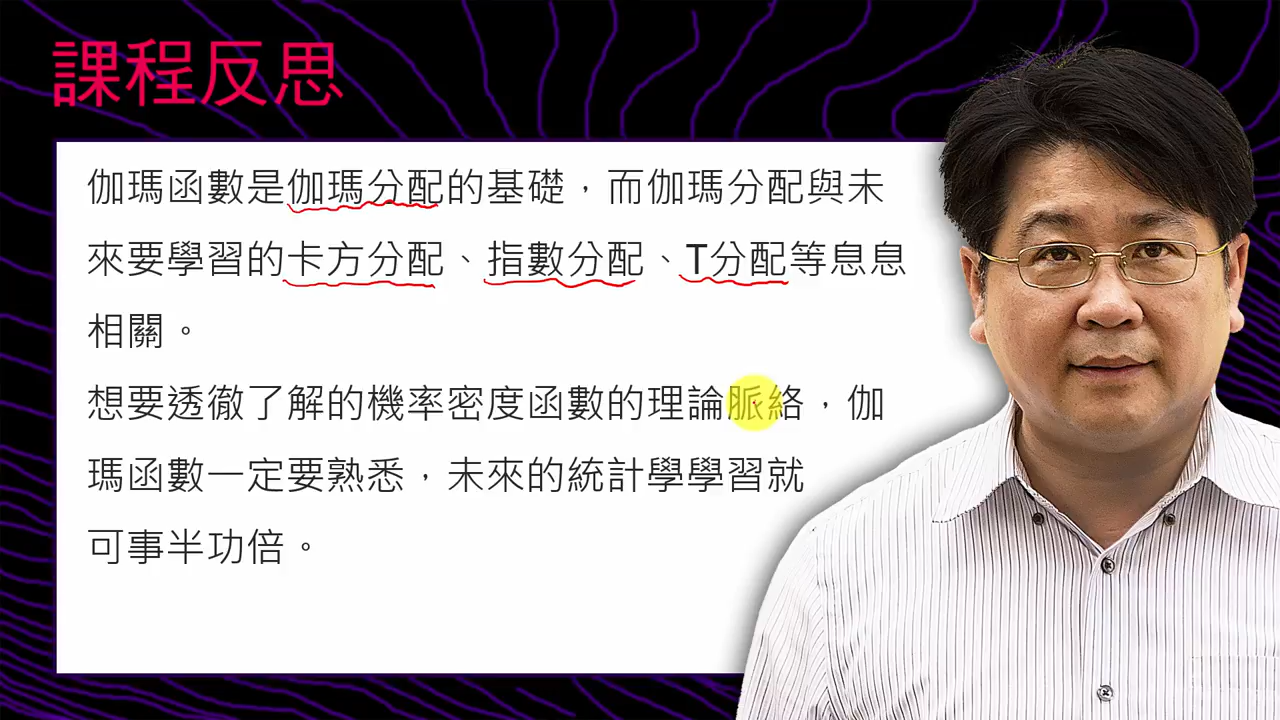 課程反思
伽瑪函數是伽瑪分配的基礎，而伽瑪分配與未
來要學習的卡方分配、指數分配、T分配等息息
相關。
想要透徹了解的機率密度函數的理論脈絡，伽
瑪函數一定要熟悉，未來的統計學學習就
可事半功倍。